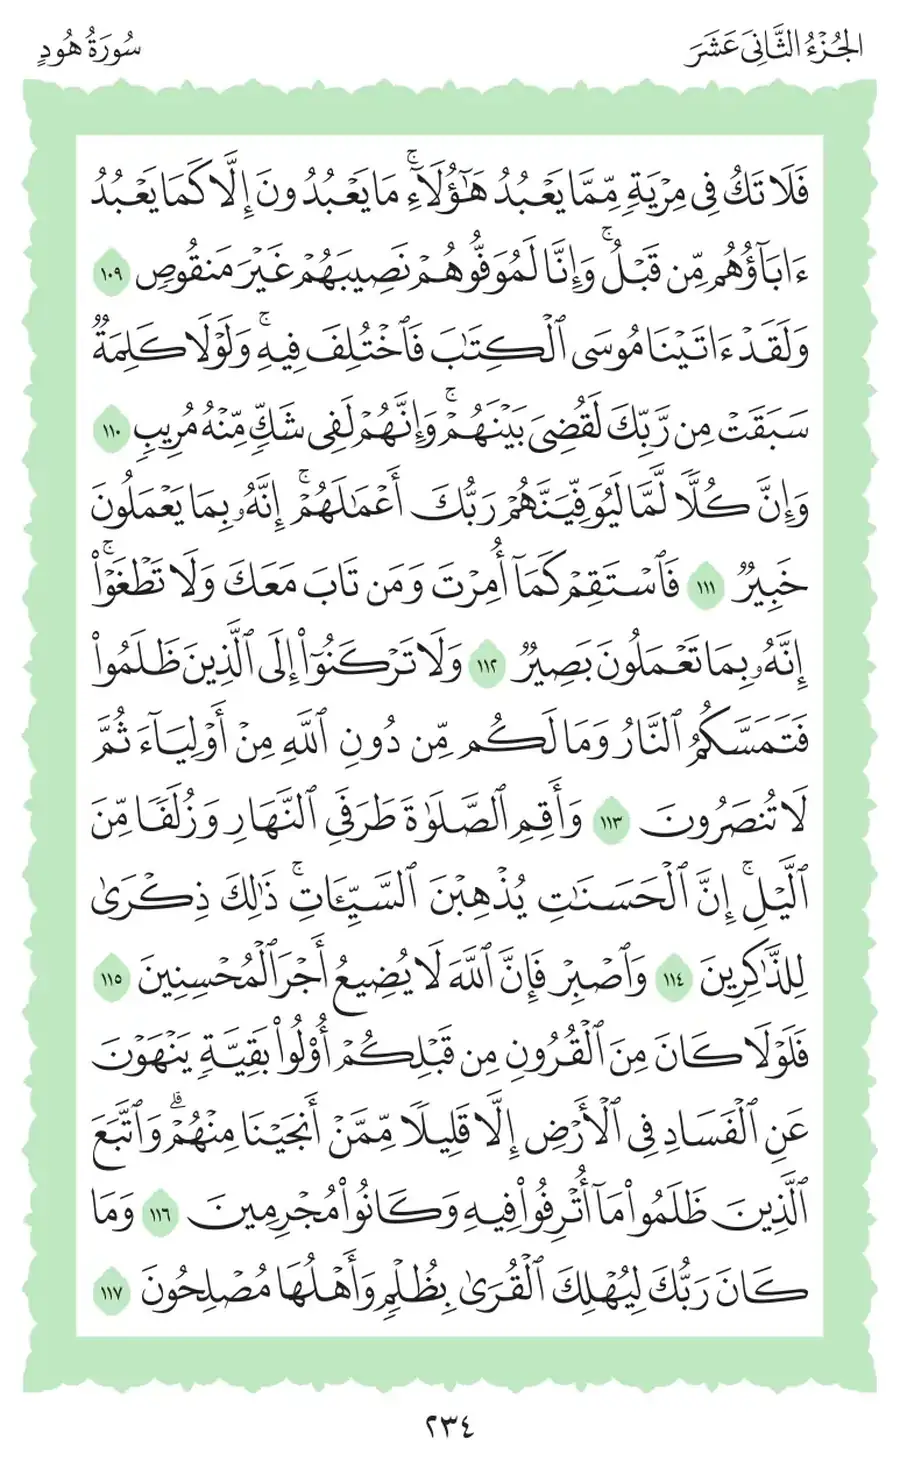 الجُزْءُ الثَّانِيَ عَشَرَ
سُورَةُ هُودٍ
فَلَا تَكُ فِي مِرْيَةٖ مِّمَّا يَعْبُدُ هَٰٓؤُلَآءِۚ مَا يَعْبُدُونَ إِلَّا كَمَا يَعْبُدُ
ءَابَآؤُهُم مِّن قَبْلُۚ وَإِنَّا لَمُوَفُّوهُمْ نَصِيبَهُمْ غَيْرَ مَنقُوصٖ ١٠٩
وَلَقَدْ ءَاتَيْنَا مُوسَى ٱلْكِتَٰبَ فَٱخْتُلِفَ فِيهِۚ وَلَوْلَا كَلِمَةٞ
سَبَقَتْ مِن رَّبِّكَ لَقُضِيَ بَيْنَهُمْۚ وَإِنَّهُمْ لَفِي شَكّٖ مِّنْهُ مُرِيبٖ ١١٠
وَإِنَّ كُلّٗا لَّمَّا لَيُوَفِّيَنَّهُمْ رَبُّكَ أَعْمَٰلَهُمْۚ إِنَّهُۥ بِمَا يَعْمَلُونَ
خَبِيرٞ ١١١ فَٱسْتَقِمْ كَمَآ أُمِرْتَ وَمَن تَابَ مَعَكَ وَلَا تَطْغَوْا۟ۚ
إِنَّهُۥ بِمَا تَعْمَلُونَ بَصِيرٞ ١١٢ وَلَا تَرْكَنُوٓا۟ إِلَى ٱلَّذِينَ ظَلَمُوا۟
فَتَمَسَّكُمُ ٱلنَّارُ وَمَا لَكُم مِّن دُونِ ٱللَّهِ مِنْ أَوْلِيَآءَ ثُمَّ
لَا تُنصَرُونَ ١١٣ وَأَقِمِ ٱلصَّلَوٰةَ طَرَفَيِ ٱلنَّهَارِ وَزُلَفٗا مِّنَ
ٱلَّيْلِۚ إِنَّ ٱلْحَسَنَٰتِ يُذْهِبْنَ ٱلسَّيِّـَٔاتِۚ ذَٰلِكَ ذِكْرَىٰ
لِلذَّٰكِرِينَ ١١٤ وَٱصْبِرْ فَإِنَّ ٱللَّهَ لَا يُضِيعُ أَجْرَ ٱلْمُحْسِنِينَ ١١٥
فَلَوْلَا كَانَ مِنَ ٱلْقُرُونِ مِن قَبْلِكُمْ أُو۟لُوا۟ بَقِيَّةٖ يَنْهَوْنَ
عَنِ ٱلْفَسَادِ فِي ٱلْأَرْضِ إِلَّا قَلِيلٗا مِّمَّنْ أَنجَيْنَا مِنْهُمْۗ وَٱتَّبَعَ
ٱلَّذِينَ ظَلَمُوا۟ مَآ أُتْرِفُوا۟ فِيهِ وَكَانُوا۟ مُجْرِمِينَ ١١٦ وَمَا
كَانَ رَبُّكَ لِيُهْلِكَ ٱلْقُرَىٰ بِظُلْمٖ وَأَهْلُهَا مُصْلِحُونَ ١١٧
٢٣٤